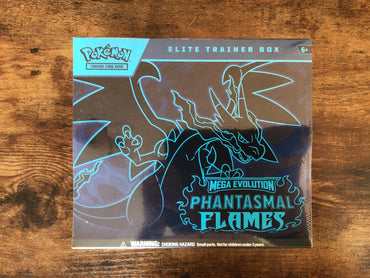 POKÉMON
TRADING CARD GAME
ELITE TRAINER BOX
6+
MEGA EVOLUTION
PHANTASMAL
FLAMES
WARNING: CHOKING HAZARD Small parts. Not for children under 3 years.